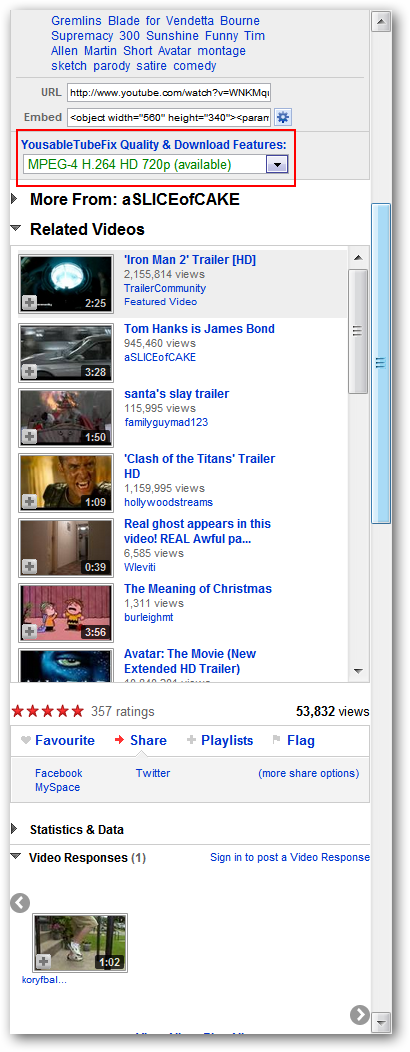 Gremlins Blade for Vendetta Bourne
Supremacy 300 Sunshine Funny Tim
Allen Martin Short Avatar montage
sketch parody satire comedy
URL http://www.youtube.com/watch?v=WNKMqu
Embed <object width="560" height="340"><param
YousableTubeFix Quality & Download Features:
MPEG-4 H.264 HD 720p (available)
More From: aSLICEofCAKE
Related Videos
'Iron Man 2' Trailer [HD]
2,155,814 views
TrailerCommunity
Featured Video
2:25
Tom Hanks is James Bond
945,460 views
aSLICEofCAKE
3:28
santa's slay trailer
115,995 views
familyguymad123
1:50
'Clash of the Titans' Trailer
HD
1,159,995 views
hollywoodstreams
1:09
Real ghost appears in this
video! REAL Awful pa...
6,585 views
Wleviti
0:39
The Meaning of Christmas
1,311 views
burleighmt
3:56
Avatar: The Movie (New
Extended HD Trailer)
357 ratings 53,832 views
Favourite Share Playlists Flag
Facebook Twitter (more share options)
MySpace
Statistics & Data
Video Responses (1) Sign in to post a Video Response
1:02
koryfbal...